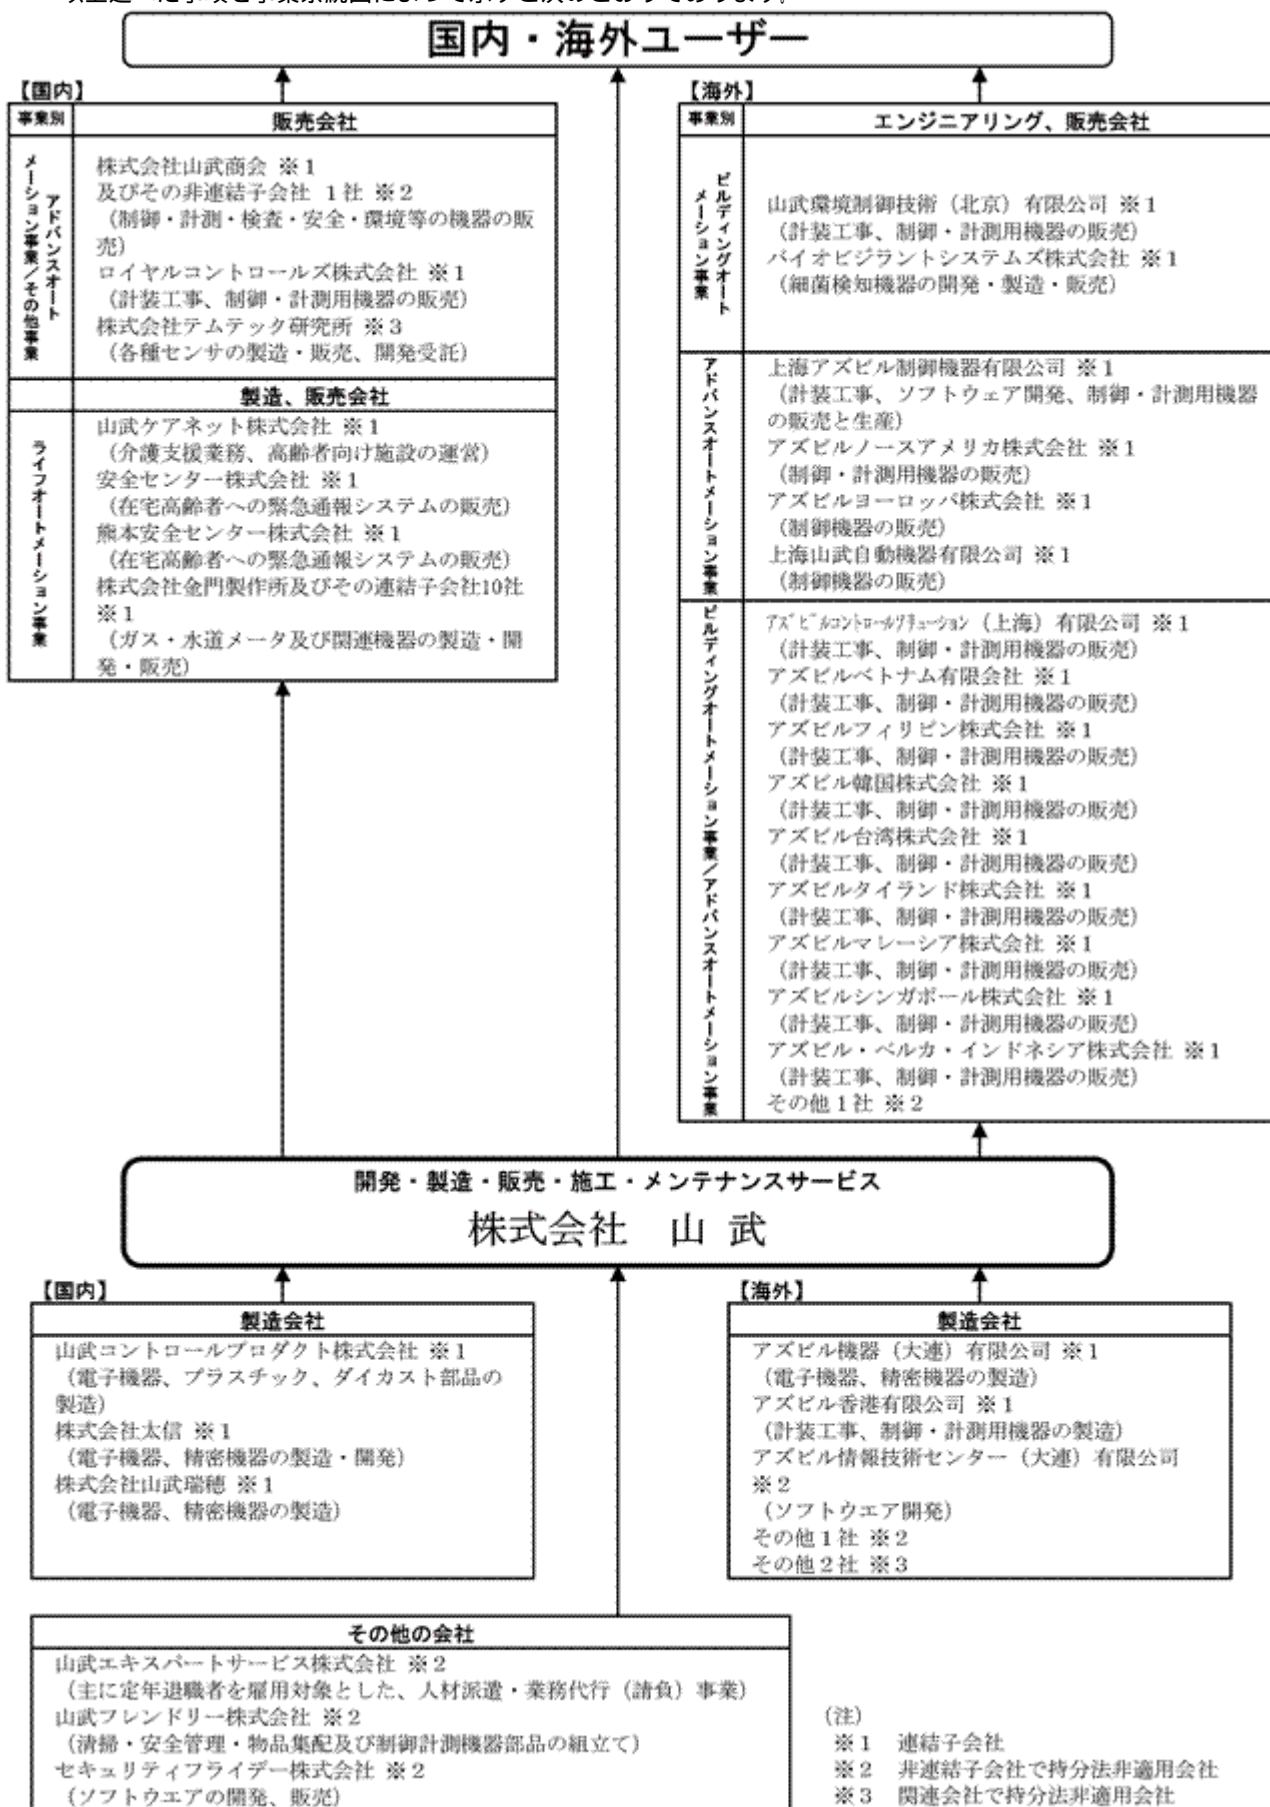 国内・海外ユーザー
【国内】
事業別
販売会社
アドバンスオート
メーション事業/その他事業
株式会社山武商会 ※1
及びその非連結子会社 1社 ※2
(制御・計測・検査・安全・環境等の機器の販
売)
ロイヤルコントロールズ株式会社 ※1
(計装工事、制御・計測用機器の販売)
株式会社テムテック研究所 ※3
(各種センサの製造・販売、開発受託)
製造、販売会社
ライフオートメーション事業
山武ケアネット株式会社 ※1
(介護支援業務、高齢者向け施設の運営)
安全センター株式会社 ※1
(在宅高齢者への緊急通報システムの販売)
熊本安全センター株式会社 ※1
(在宅高齢者への緊急通報システムの販売)
株式会社金門製作所及びその連結子会社10社
※1
(ガス・水道メータ及び関連機器の製造・開
発・販売)
【海外】
事業別
エンジニアリング、販売会社
ビルディングオート
メーション事業
山武環境制御技術(北京)有限公司 ※1
(計装工事、制御・計測用機器の販売)
バイオビジラントシステムズ株式会社 ※1
(細菌検知機器の開発・製造・販売)
アドバンスオートメーション事業
上海アズビル制御機器有限公司 ※1
(計装工事、ソフトウェア開発、制御・計測用機器
の販売と生産)
アズビルノースアメリカ株式会社 ※1
(制御・計測用機器の販売)
アズビルヨーロッパ株式会社 ※1
(制御機器の販売)
上海山武自動機器有限公司 ※1
(制御機器の販売)
ビルディングオートメーション事業/アドバンスオートメーション事業
アズビルコントロールソリューション(上海)有限公司 ※1
(計装工事、制御・計測用機器の販売)
アズビルベトナム有限会社 ※1
(計装工事、制御・計測用機器の販売)
アズビルフィリピン株式会社 ※1
(計装工事、制御・計測用機器の販売)
アズビル韓国株式会社 ※1
(計装工事、制御・計測用機器の販売)
アズビル台湾株式会社 ※1
(計装工事、制御・計測用機器の販売)
アズビルタイランド株式会社 ※1
(計装工事、制御・計測用機器の販売)
アズビルマレーシア株式会社 ※1
(計装工事、制御・計測用機器の販売)
アズビルシンガポール株式会社 ※1
(計装工事、制御・計測用機器の販売)
アズビル・ベルカ・インドネシア株式会社 ※1
(計装工事、制御・計測用機器の販売)
その他1社 ※2
開発・製造・販売・施工・メンテナンスサービス
株式会社 山武
【国内】
製造会社
山武コントロールプロダクト株式会社 ※1
(電子機器、プラスチック、ダイカスト部品の
製造)
株式会社太信 ※1
(電子機器、精密機器の製造・開発)
株式会社山武瑞穂 ※1
(電子機器、精密機器の製造)
【海外】
製造会社
アズビル機器(大連)有限公司 ※1
(電子機器、精密機器の製造)
アズビル香港有限公司 ※1
(計装工事、制御・計測用機器の製造)
アズビル情報技術センター(大連)有限公司
※2
(ソフトウエア開発)
その他1社 ※2
その他2社 ※3
その他の会社
山武エキスパートサービス株式会社 ※2
(主に定年退職者を雇用対象とした、人材派遣・業務代行(請負)事業)
山武フレンドリー株式会社 ※2
(清掃・安全管理・物品集配及び制御計測機器部品の組立て)
セキュリティフライデー株式会社 ※2
(ソフトウエアの開発、販売)
(注)
※1 連結子会社
※2 非連結子会社で持分法非適用会社
※3 関連会社で持分法非適用会社